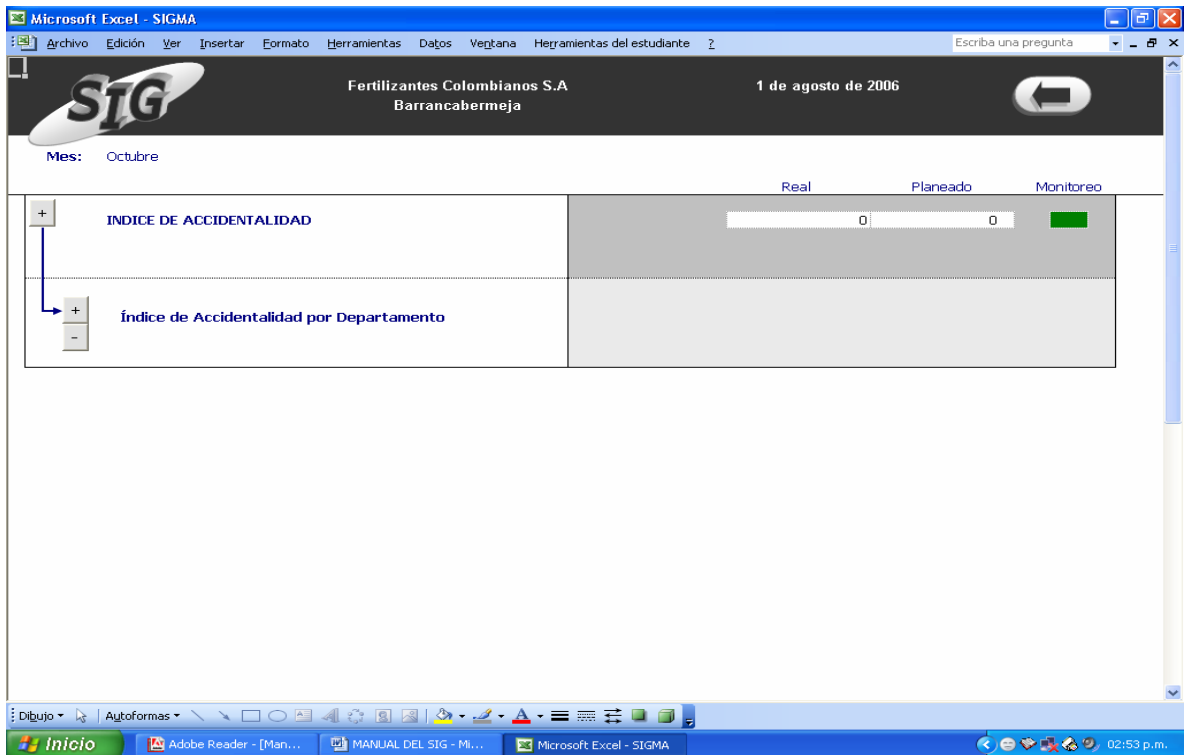 Microsoft Excel - SIGMA
Archivo Edición Ver Insertar Formato Herramientas Datos Ventana Herramientas del estudiante ? Escriba una pregunta
SIG
Fertilizantes Colombianos S.A 1 de agosto de 2006
Barrancabermeja
Mes: Octubre
Real Planeado Monitoreo
+ INDICE DE ACCIDENTALIDAD 0 0
+ Índice de Accidentalidad por Departamento
-
Dibujo Autoformas
Inicio Adobe Reader - [Man... MANUAL DEL SIG - Mi... Microsoft Excel - SIGMA 02:53 p.m.